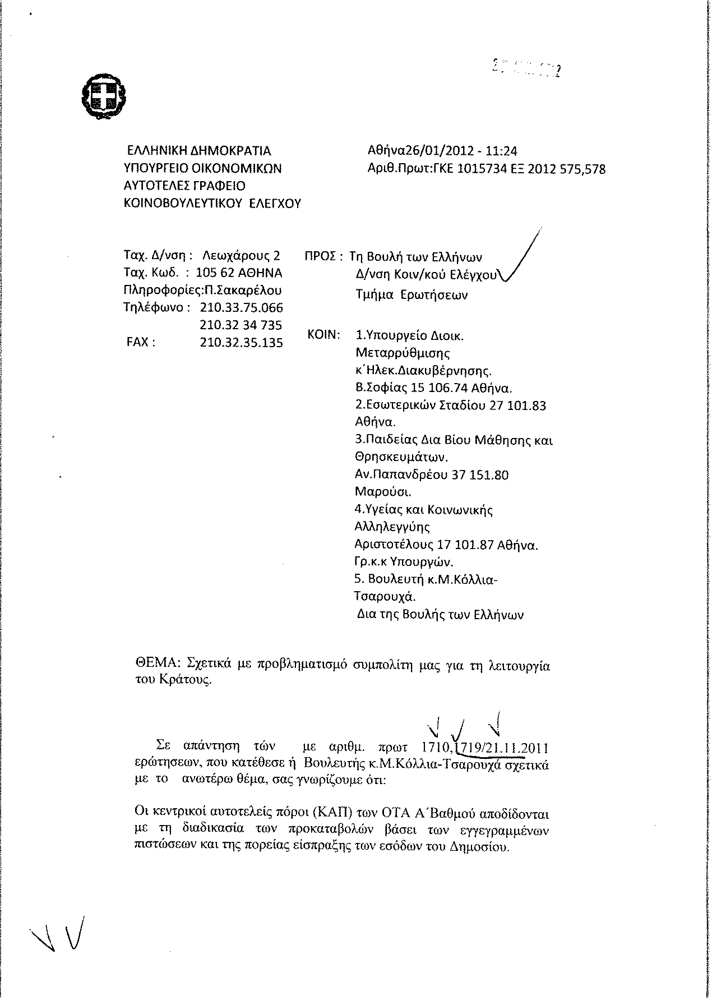 ΕΛΛΗΝΙΚΗ ΔΗΜΟΚΡΑΤΙΑ
ΥΠΟΥΡΓΕΙΟ ΟΙΚΟΝΟΜΙΚΩΝ
ΑΥΤΟΤΕΛΕΣ ΓΡΑΦΕΙΟ
ΚΟΙΝΟΒΟΥΛΕΥΤΙΚΟΥ ΕΛΕΓΧΟΥ
Αθήνα26/01/2012 - 11:24
Αριθ.Πρωτ:ΓΚΕ 1015734 ΕΞ 2012 575,578
Ταχ. Δ/νση : Λεωχάρους 2
Ταχ. Κωδ. : 105 62 ΑΘΗΝΑ
Πληροφορίες:Π.Σακαρέλου
Τηλέφωνο : 210.33.75.066
210.32 34 735
FAX : 210.32.35.135
ΠΡΟΣ : Τη Βουλή των Ελλήνων
Δ/νση Κοιν/κού Ελέγχου
Τμήμα Ερωτήσεων
ΚΟΙΝ: 1.Υπουργείο Διοικ.
Μεταρρύθμισης
κ΄Ηλεκ.Διακυβέρνησης.
Β.Σοφίας 15 106.74 Αθήνα.
2.Εσωτερικών Σταδίου 27 101.83
Αθήνα.
3.Παιδείας Δια Βίου Μάθησης και
Θρησκευμάτων.
Αν.Παπανδρέου 37 151.80
Μαρούσι.
4.Υγείας και Κοινωνικής
Αλληλεγγύης
Αριστοτέλους 17 101.87 Αθήνα.
Γρ.κ.κ Υπουργών.
5. Βουλευτή κ.Μ.Κόλλια-
Τσαρουχά.
Δια της Βουλής των Ελλήνων
ΘΕΜΑ: Σχετικά με προβληματισμό συμπολίτη μας για τη λειτουργία
του Κράτους.
Σε απάντηση τών με αριθμ. πρωτ 1710,1719/21.11.2011
ερώτησεων, που κατέθεσε ή Βουλευτής κ.Μ.Κόλλια-Τσαρουχά σχετικά
με το ανωτέρω θέμα, σας γνωρίζουμε ότι:
Οι κεντρικοί αυτοτελείς πόροι (ΚΑΠ) των ΟΤΑ Α΄Βαθμού αποδίδονται
με τη διαδικασία των προκαταβολών βάσει των εγγεγραμμένων
πιστώσεων και της πορείας είσπραξης των εσόδων του Δημοσίου.